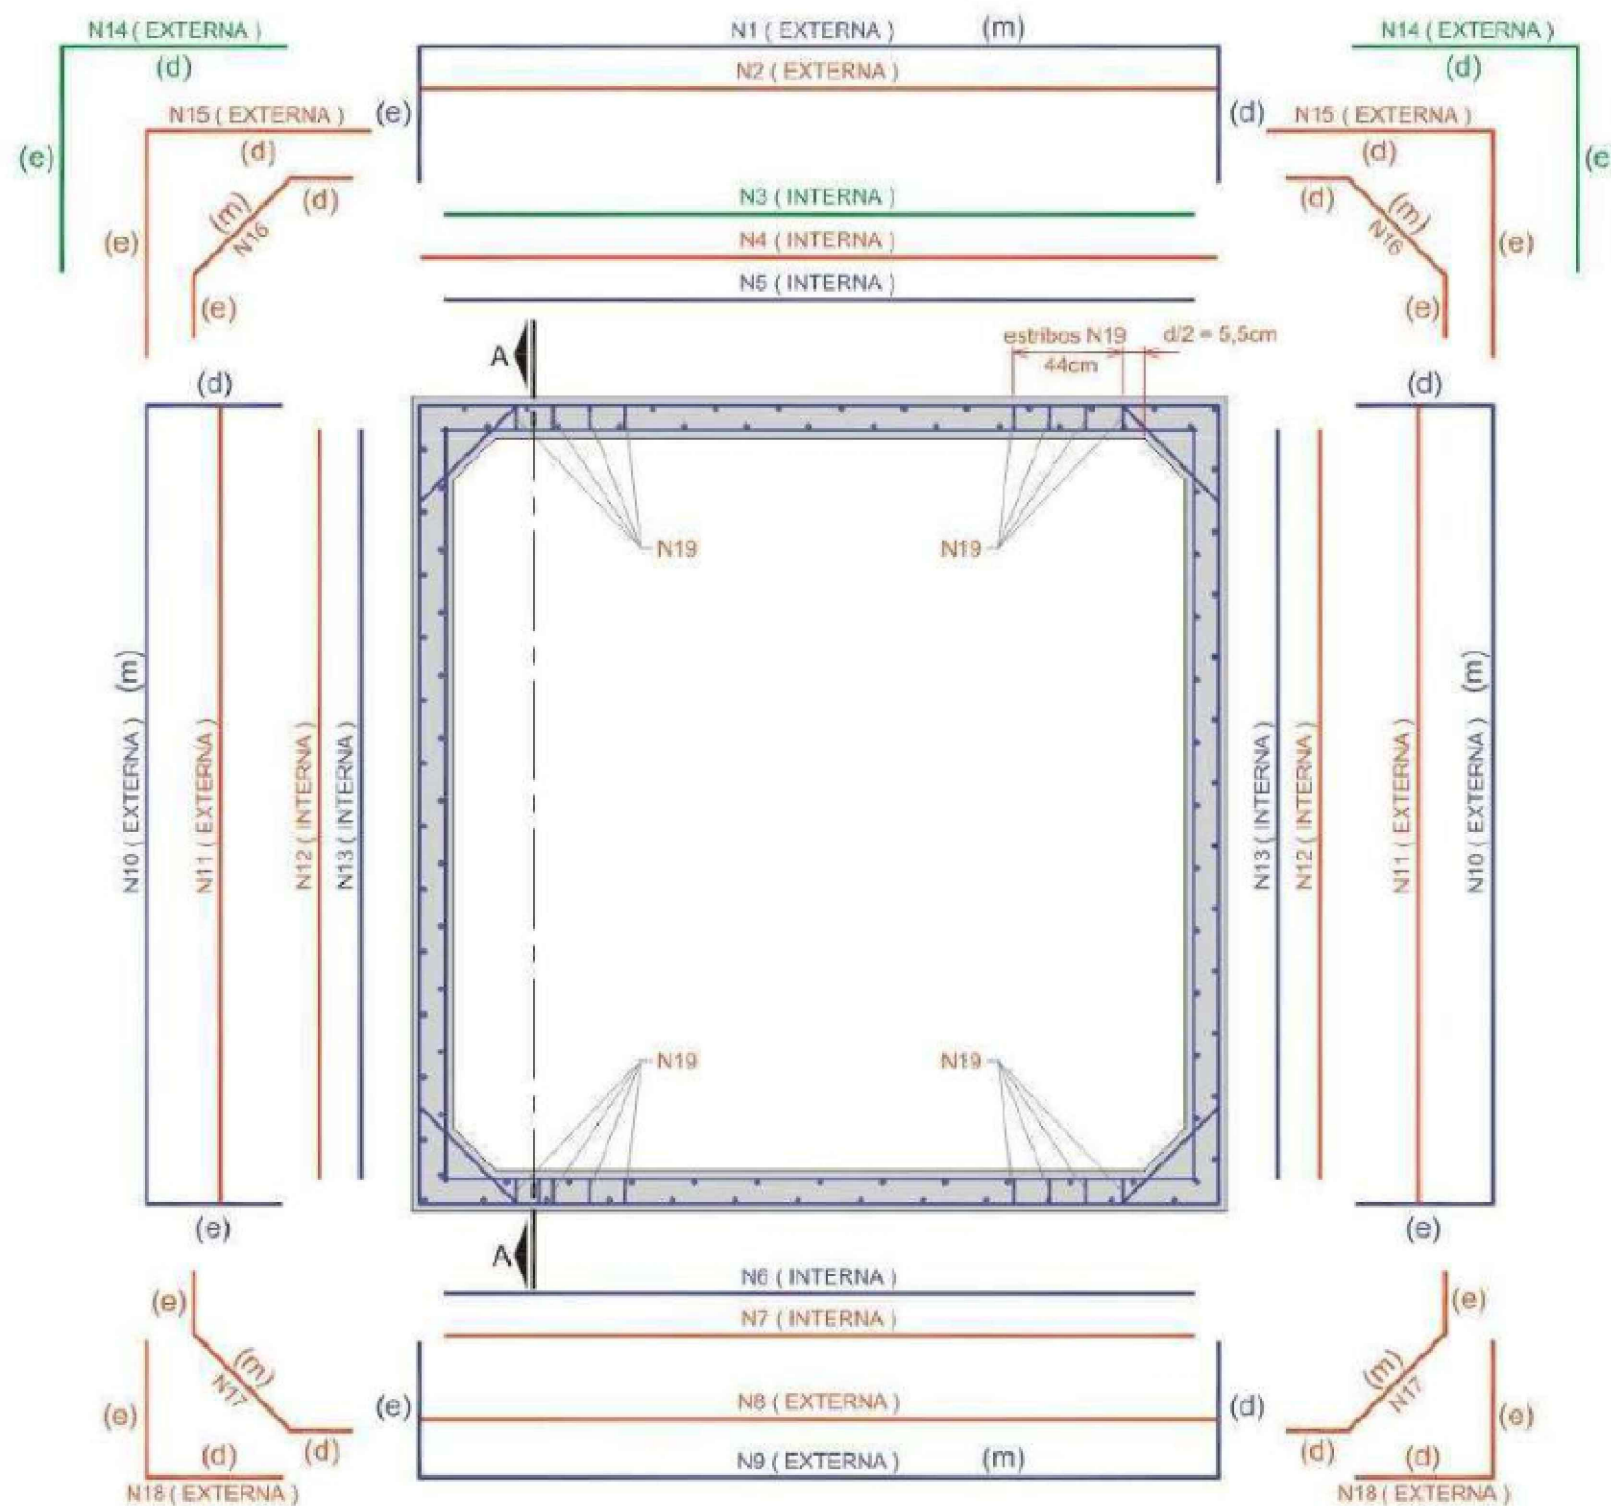 N14 ( EXTERNA )
(d)
(e)
N15 ( EXTERNA )
(d)
(e)
(m)
N16
(d)
(e)
N1 ( EXTERNA ) (m)
N2 ( EXTERNA )
(e)
(d)
N3 ( INTERNA )
N4 ( INTERNA )
N5 ( INTERNA )
N14 ( EXTERNA )
(d)
(e
N15 ( EXTERNA )
(d)
(e)
(d)
(m)
N16
(e)
A
estribos N19
44cm
d/2 = 5,5cm
(d)
N10 ( EXTERNA ) (m)
N11 ( EXTERNA )
N12 ( INTERNA )
N13 ( INTERNA )
(e)
N19
N19
N19
N19
(d)
N13 ( INTERNA )
N12 ( INTERNA )
N11 ( EXTERNA )
N10 ( EXTERNA ) (m)
(e)
A
N6 ( INTERNA )
N7 ( INTERNA )
(e)
N8 ( EXTERNA )
(d)
N9 ( EXTERNA ) (m)
(e)
(m)
N17
(d)
(e)
(d)
N18 ( EXTERNA )
(e)
(m)
N17
(d)
(e)
(d)
N18 ( EXTERNA )